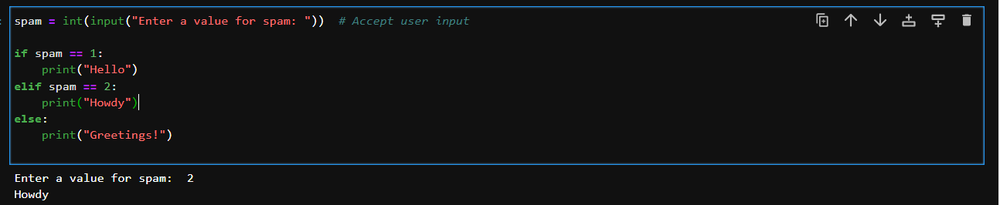 spam = int(input("Enter a value for spam: "))  # Accept user input

if spam == 1:
    print("Hello")
elif spam == 2:
    print("Howdy")
else:
    print("Greetings!")

Enter a value for spam:  2
Howdy